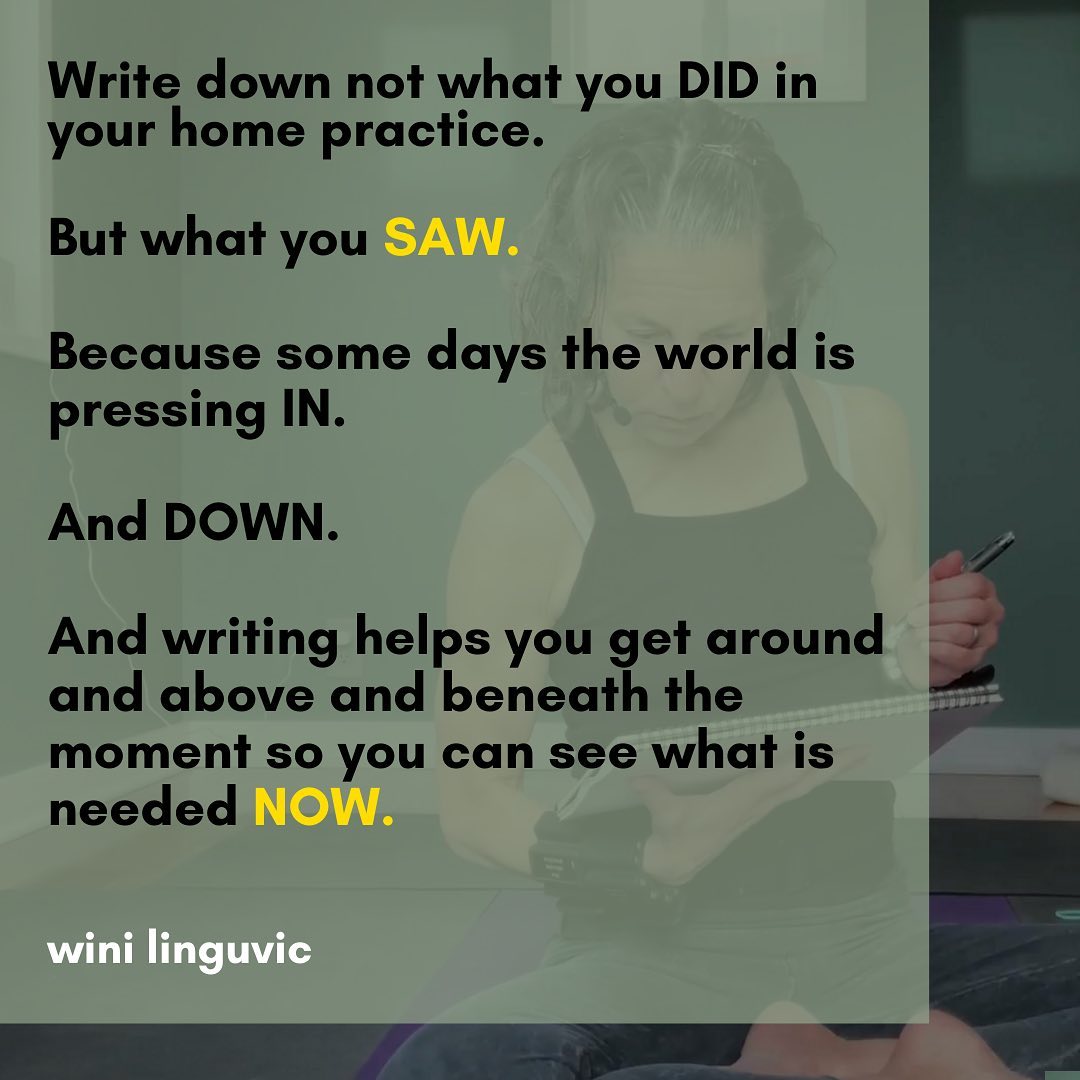 Write down not what you DID in
your home practice.
But what you SAW.
Because some days the world is
pressing IN.
And DOWN.
And writing helps you get around
and above and beneath the
moment so you can see what is
needed NOW.
wini linguvic